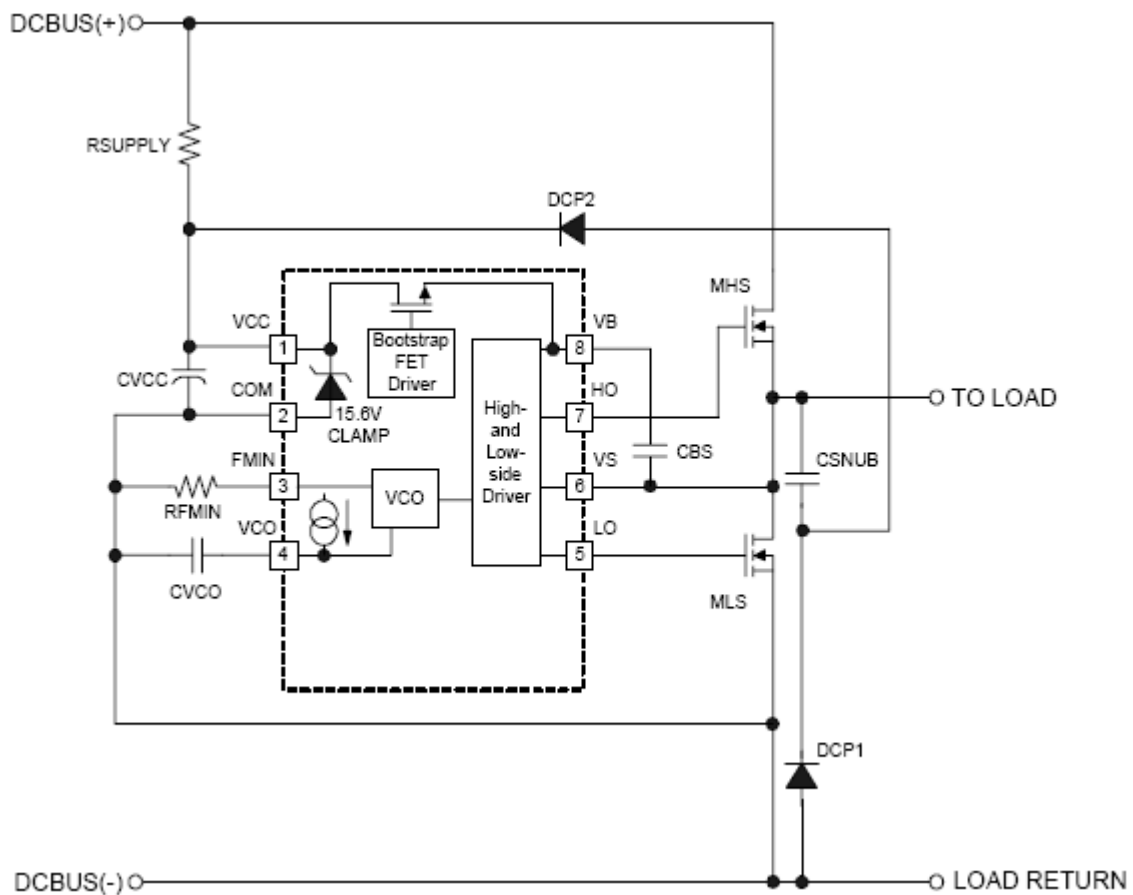 DCBUS(+)
RSUPPLY
DCP2
MHS
VCC
1
Bootstrap
FET
Driver
VB
8
CVCC
COM
2
15.6V
CLAMP
HO
7
TO LOAD
High-
and
Low-
side
Driver
CBS
CSNUB
FMIN
3
VCO
VS
6
RFMIN
VCO
4
LO
5
CVCO
MLS
DCP1
DCBUS(-)
LOAD RETURN